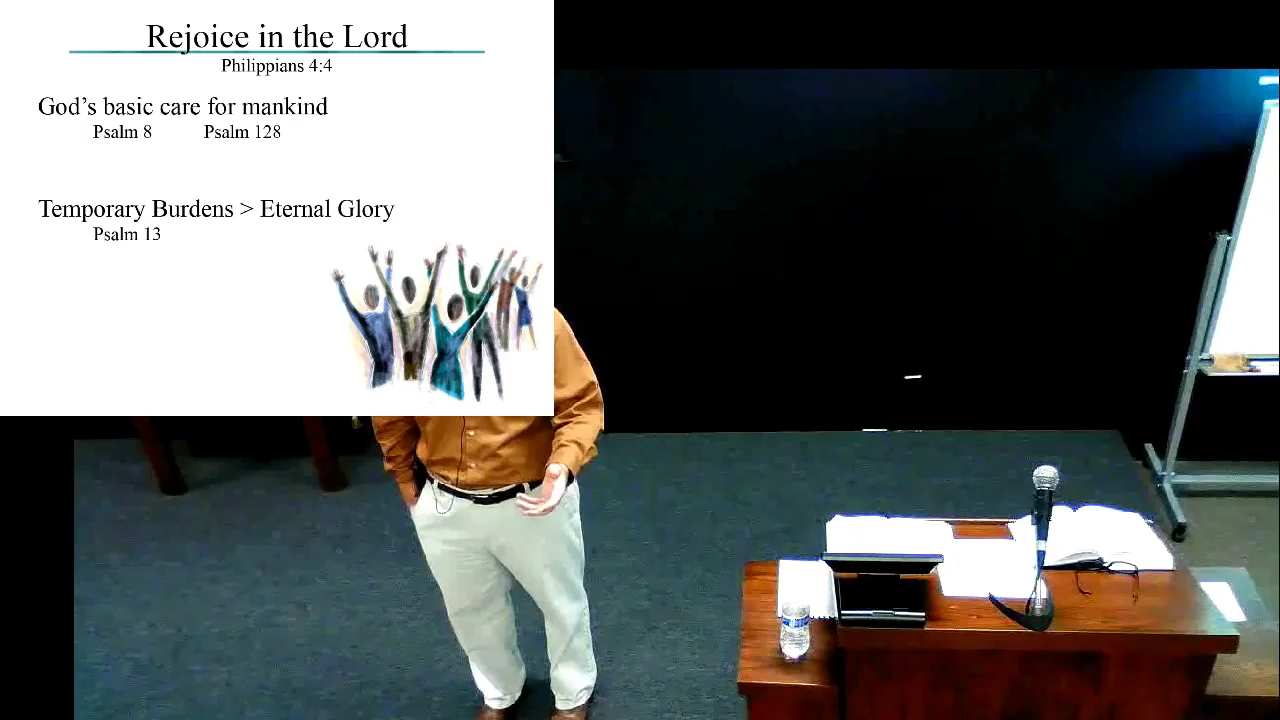 Rejoice in the Lord
Philippians 4:4
God's basic care for mankind
Psalm 8 Psalm 128
Temporary Burdens > Eternal Glory
Psalm 13